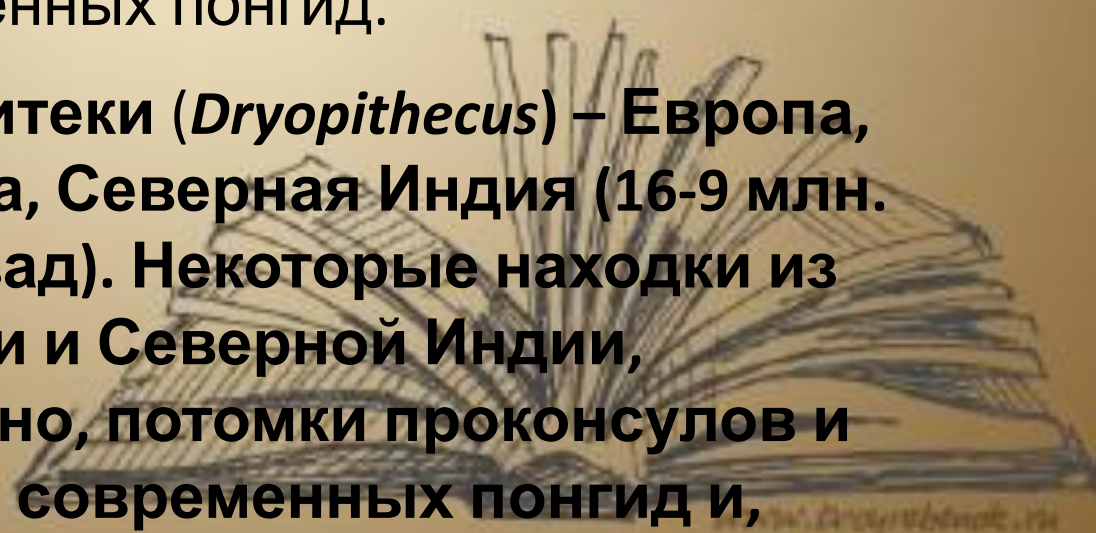 енных понгид.
итеки (Dryopithecus) – Европа,
а, Северная Индия (16-9 млн.
зад). Некоторые находки из
и и Северной Индии,
но, потомки проконсулов и
современных понгид и,